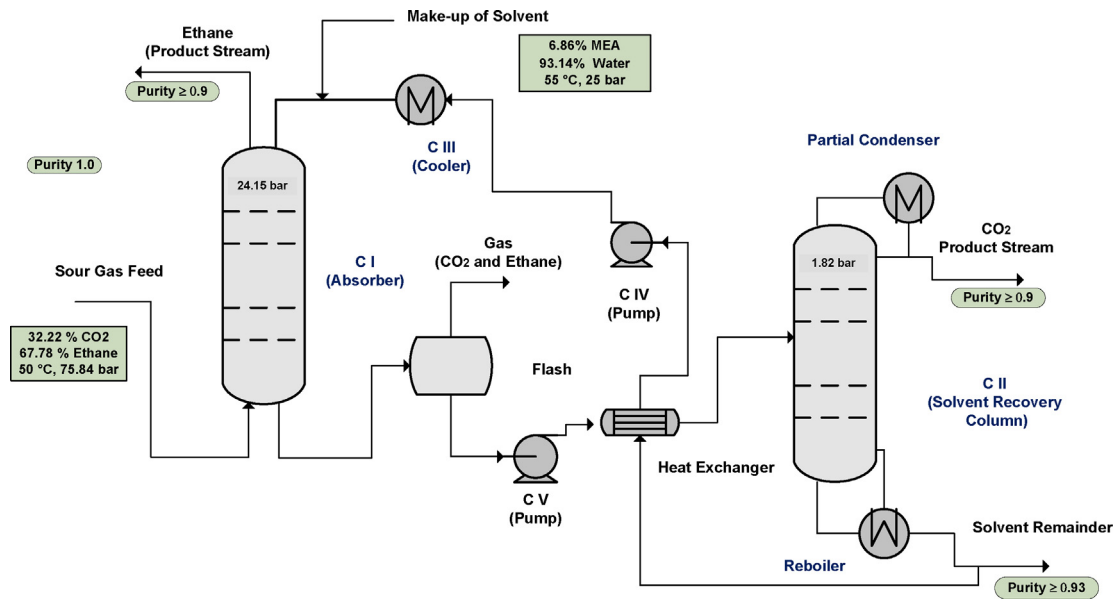 Make-up of Solvent
Ethane
(Product Stream)
6.86% MEA
93.14% Water
55 °C, 25 bar
Purity ≥ 0.9
C III
(Cooler)
Partial Condenser
Purity 1.0
24.15 bar
CO2
Product Stream
Gas
(CO2 and Ethane)
Sour Gas Feed
C I
(Absorber)
1.82 bar
C IV
(Pump)
Purity ≥ 0.9
32.22 % CO2
67.78 % Ethane
50 °C, 75.84 bar
Flash
C II
(Solvent Recovery
Column)
Heat Exchanger
C V
(Pump)
Solvent Remainder
Reboiler
Purity ≥ 0.93